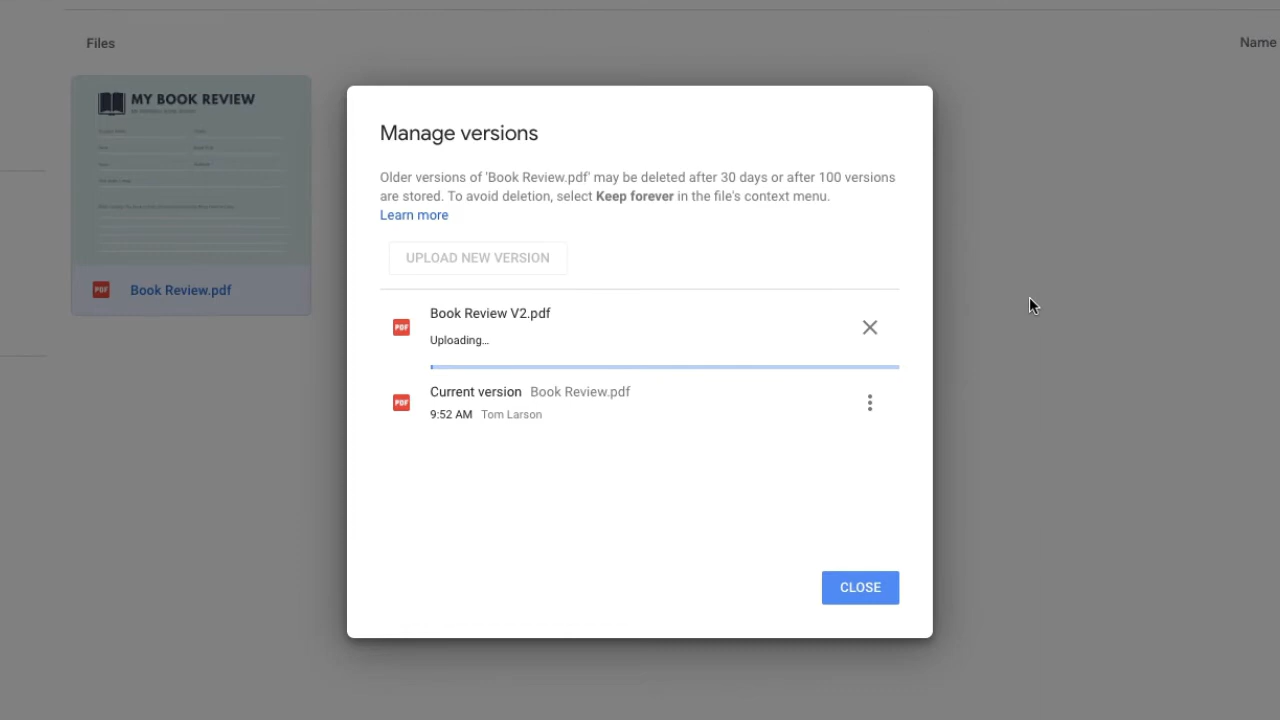 Files
Name
MY BOOK REVIEW
PDF
Book Review.pdf
Manage versions
Older versions of 'Book Review.pdf' may be deleted after 30 days or after 100 versions
are stored. To avoid deletion, select Keep forever in the file's context menu.
Learn more
UPLOAD NEW VERSION
PDF
Book Review V2.pdf
Uploading...
PDF
Current version Book Review.pdf
9:52 AM Tom Larson
CLOSE